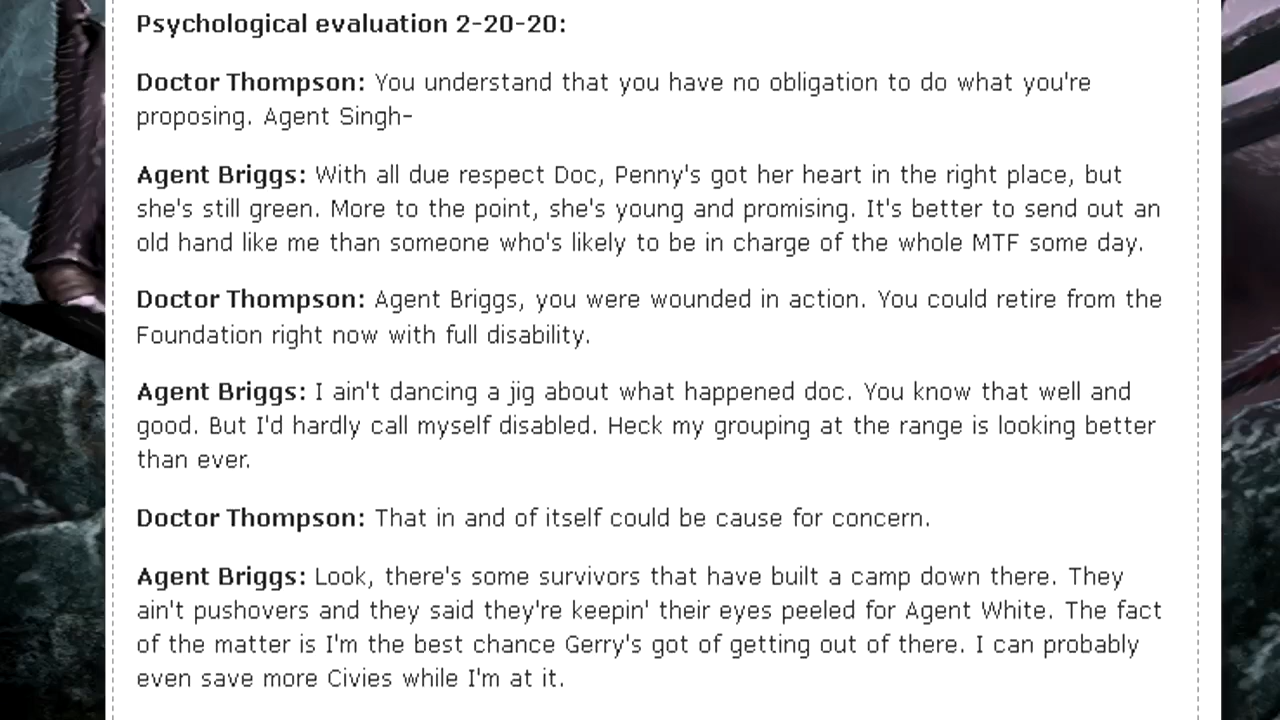 Psychological evaluation 2-20-20:
Doctor Thompson: You understand that you have no obligation to do what you're
proposing. Agent Singh-
Agent Briggs: With all due respect Doc, Penny's got her heart in the right place, but
she's still green. More to the point, she's young and promising. It's better to send out an
old hand like me than someone who's likely to be in charge of the whole MTF some day.
Doctor Thompson: Agent Briggs, you were wounded in action. You could retire from the
Foundation right now with full disability.
Agent Briggs: I ain't dancing a jig about what happened doc. You know that well and
good. But I'd hardly call myself disabled. Heck my grouping at the range is looking better
than ever.
Doctor Thompson: That in and of itself could be cause for concern.
Agent Briggs: Look, there's some survivors that have built a camp down there. They
ain't pushovers and they said they're keepin' their eyes peeled for Agent White. The fact
of the matter is I'm the best chance Gerry's got of getting out of there. I can probably
even save more Civies while I'm at it.